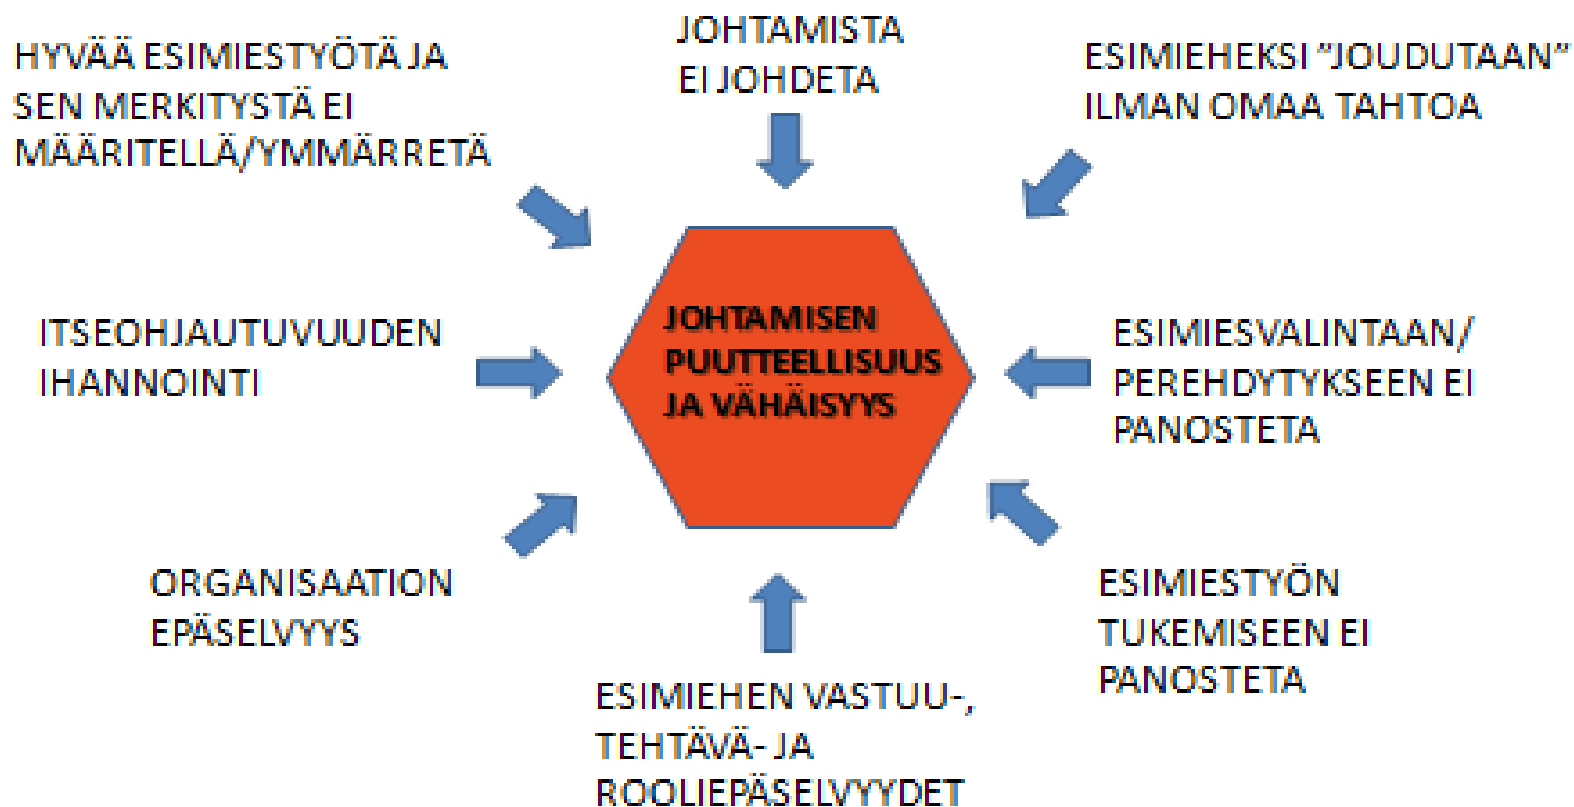 JOHTAMISTA
EI JOHDETA
HYVÄÄ ESIMIESTYÖTÄ JA
SEN MERKITYSTÄ EI
MÄÄRITELLÄ/YMMÄRRETÄ
ESIMIEHEKSI "JOUDUTAAN"
ILMAN OMAA TAHTOA
ITSEOHJAUTUVUUDEN
IHANNOINTI
JOHTAMISEN
PUUTTEELLISUUS
JA VÄHÄISYYS
ESIMIESVALINTAAN/
PEREHDYTYKSEEN EI
PANOSTETA
ORGANISAATION
EPÄSELVYYS
ESIMIESTYÖN
TUKEMISEEN EI
PANOSTETA
ESIMIEHEN VASTUU-,
TEHTÄVÄ- JA
ROOLIEPÄSELVYYDET